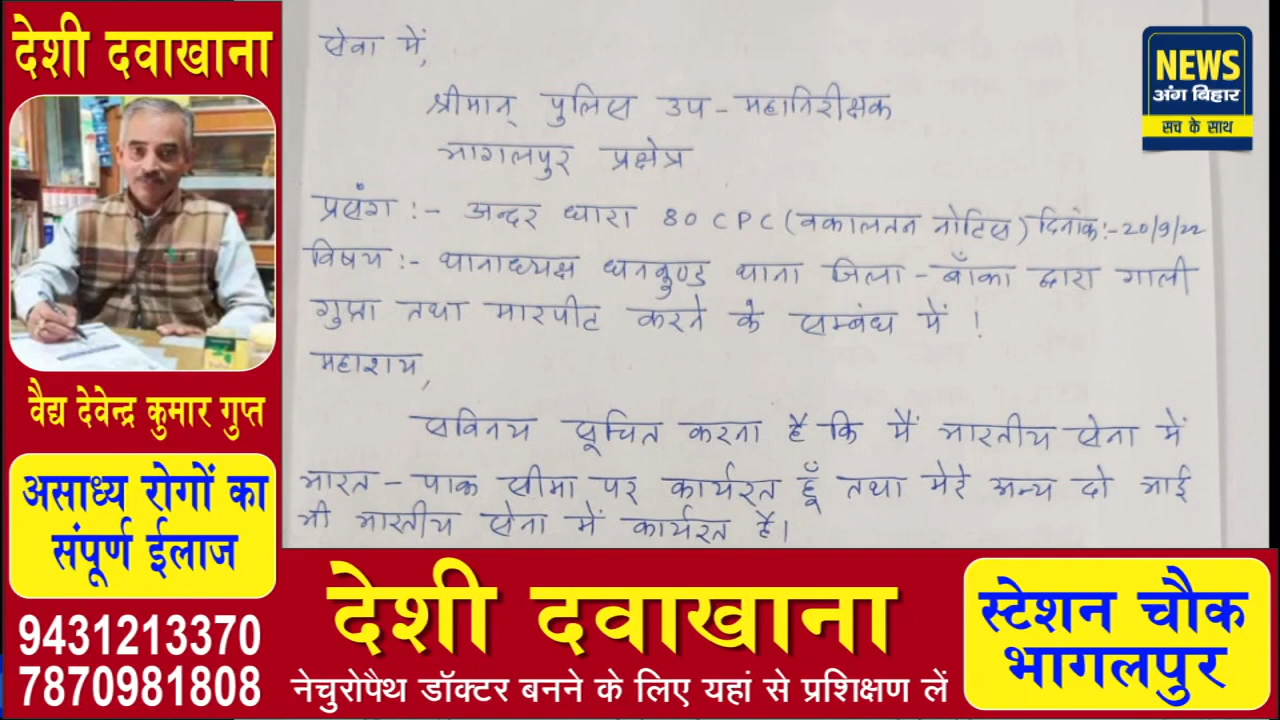 देशी दवाखाना
वैद्य देवेन्द्र कुमार गुप्त
असाध्य रोगों का
संपूर्ण ईलाज
9431213370
7870981808
सेवा में,
श्रीमान् पुलिस उप-महानिरीक्षक
भागलपुर प्रक्षेत्र
प्रसंग :- अन्दर धारा 80 CPC (वकालतन नोटिस) दिनांक:-20/9/22
विषय :- थानाध्यक्ष धनकुण्ड थाना जिला - बाँका द्वारा गाली
गुप्ता तथा मारपीट करने के सम्बंध में !
महाशय,
सविनय सूचित करना है कि मैं भारतीय सेना में
भारत - पाक सीमा पर कार्यरत हूँ तथा मेरे अन्य दो भाई
भी भारतीय सेना में कार्यरत है।
NEWS
अंग बिहार
सच के साथ
देशी दवाखाना
नेचुरोपैथ डॉक्टर बनने के लिए यहां से प्रशिक्षण लें
स्टेशन चौक
भागलपुर